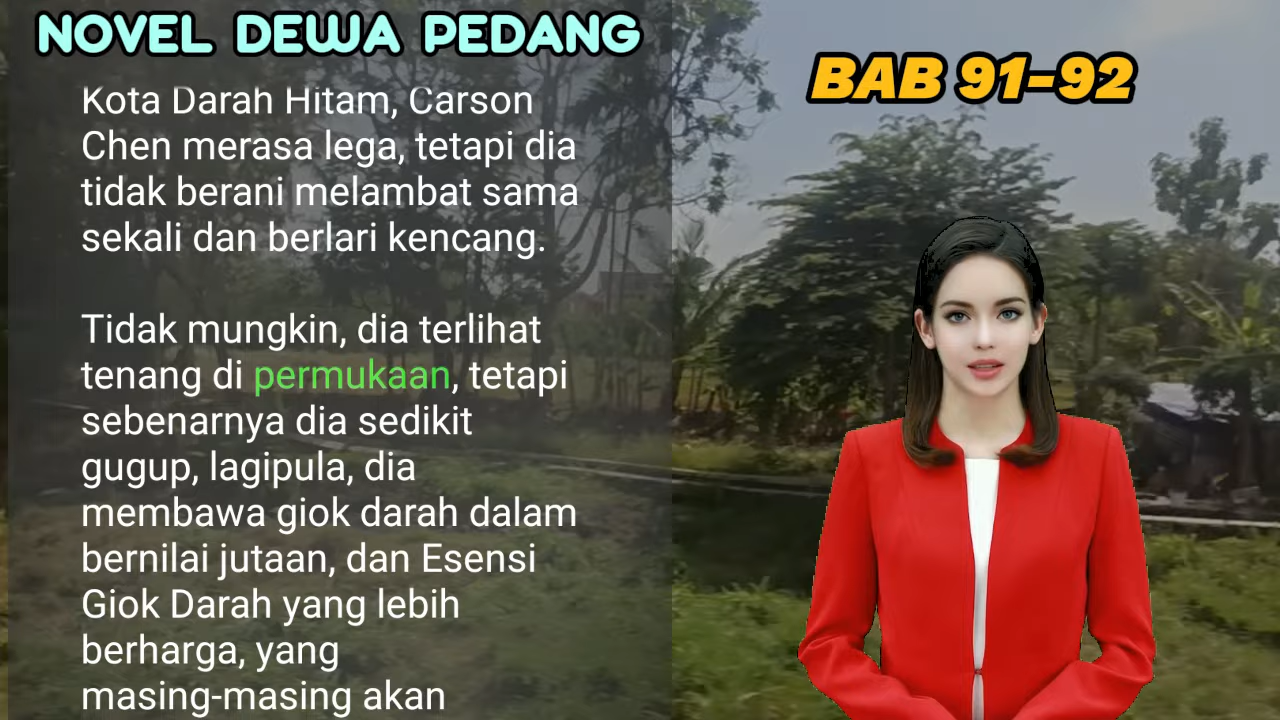 NOVEL DEWA PEDANG
BAB 91-92
Kota Darah Hitam, Carson
Chen merasa lega, tetapi dia
tidak berani melambat sama
sekali dan berlari kencang.
Tidak mungkin, dia terlihat
tenang di permukaan, tetapi
sebenarnya dia sedikit
gugup, lagipula, dia
membawa giok darah dalam
bernilai jutaan, dan Esensi
Giok Darah yang lebih
berharga, yang
masing-masing akan